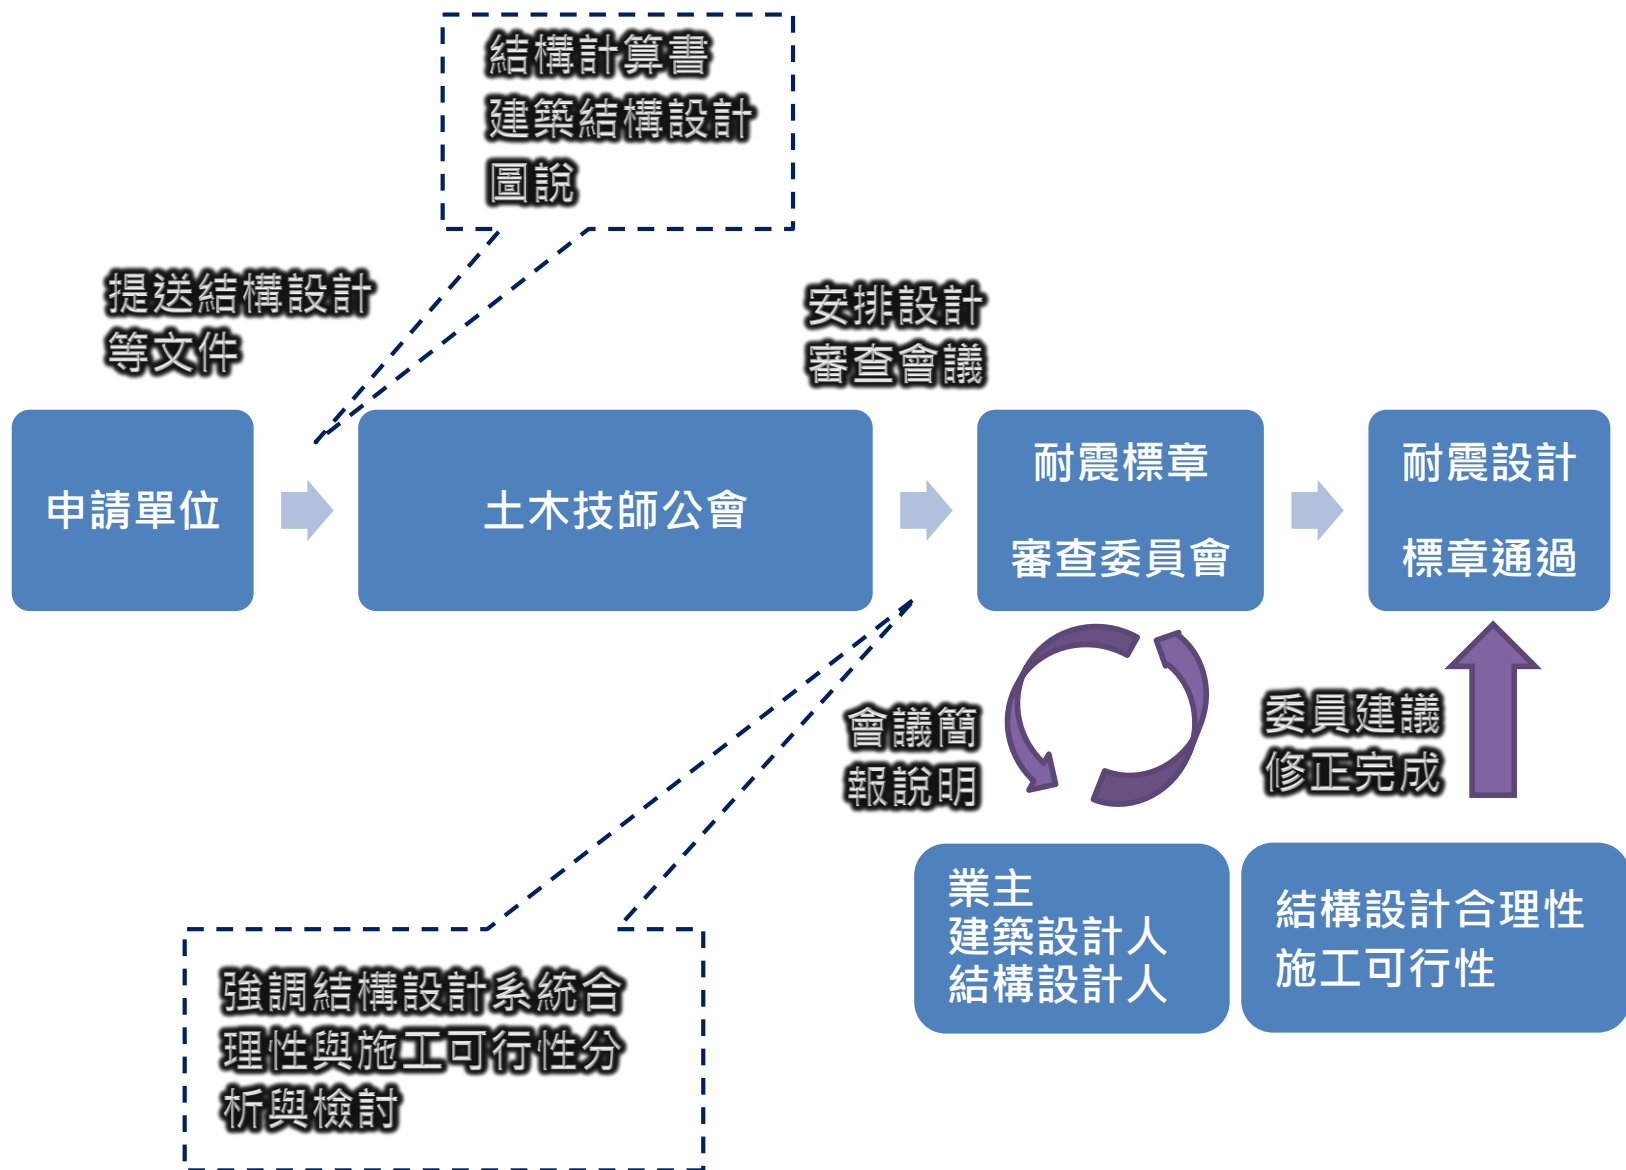 結構計算書
建築結構設計
圖說
提送結構設計
等文件
安排設計
審查會議
申請單位
土木技師公會
耐震標章
審查委員會
耐震設計
標章通過
會議簡
報說明
委員建議
修正完成
業主
建築設計人
結構設計人
結構設計合理性
施工可行性
強調結構設計系統合
理性與施工可行性分
析與檢討